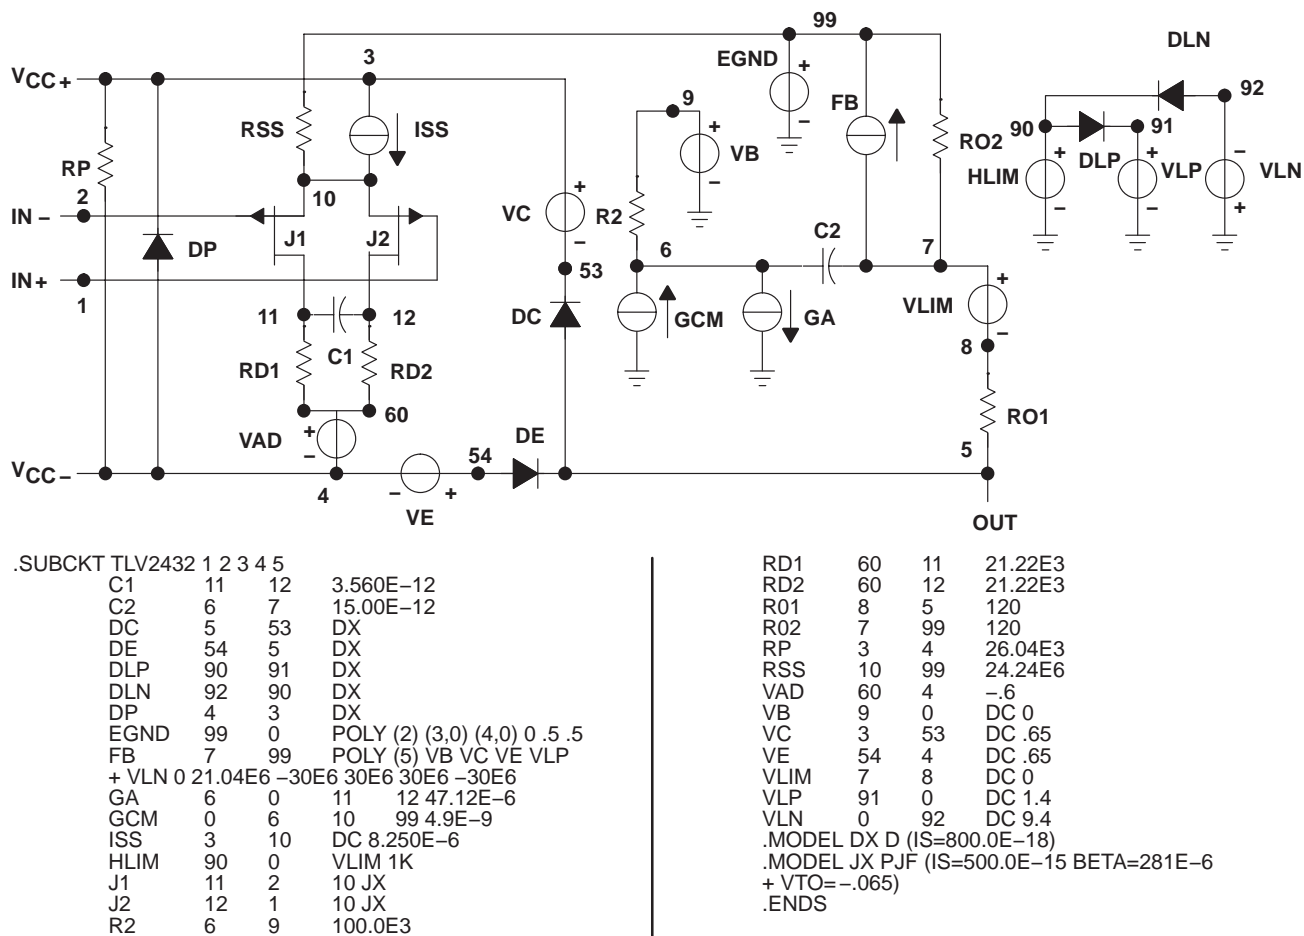 99
DLN
VCC+
3
EGND
+
92
9
FB
RSS
ISS
+
90
91
−
RO2
RP
VB
−
DLP
+
+
−
HLIM
VLP
VLN
2
10
−
−
+
IN −
+
VC
R2
J1
J2
C2
DP
−
6
7
IN+
53
+
1
VLIM
11
12
DC
GCM
GA
−
C1
8
RD1
RD2
60
RO1
+
VAD
DE
−
5
54
VCC−
4
−
+
VE
OUT
.SUBCKT TLV2432 1 2 3 4 5
C1 11 12 3.560E−12
C2 6 7 15.00E−12
DC 5 53 DX
DE 54 5 DX
DLP 90 91 DX
DLN 92 90 DX
DP 4 3 DX
EGND 99 0 POLY (2) (3,0) (4,0) 0 .5 .5
FB 7 99 POLY (5) VB VC VE VLP
+ VLN 0 21.04E6 −30E6 30E6 30E6 −30E6
GA 6 0 11 12 47.12E−6
GCM 0 6 10 99 4.9E−9
ISS 3 10 DC 8.250E−6
HLIM 90 0 VLIM 1K
J1 11 2 10 JX
J2 12 1 10 JX
R2 6 9 100.0E3
RD1 60 11 21.22E3
RD2 60 12 21.22E3
R01 8 5 120
R02 7 99 120
RP 3 4 26.04E3
RSS 10 99 24.24E6
VAD 60 4 −.6
VB 9 0 DC 0
VC 3 53 DC .65
VE 54 4 DC .65
VLIM 7 8 DC 0
VLP 91 0 DC 1.4
VLN 0 92 DC 9.4
.MODEL DX D (IS=800.0E−18)
.MODEL JX PJF (IS=500.0E−15 BETA=281E−6
+ VTO=−.065)
.ENDS